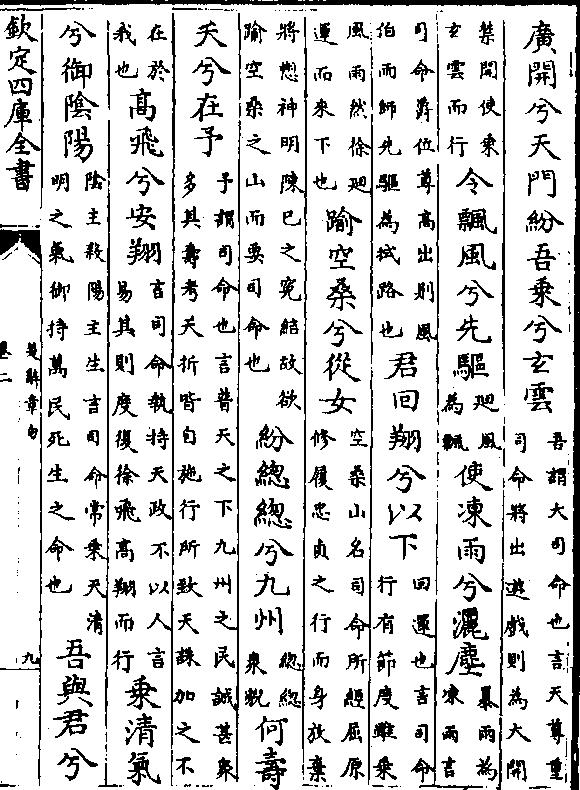 廣開兮天門紛吾乘兮玄雲吾謂大司命也言天尊重司命將出遊戲則為大開
禁門使乘玄雲而行令飄風兮先驅迴風為飄使凍雨兮灑塵暴雨為凍雨言
司命爵位尊高出則風伯雨師先驅為拭路也君回翔兮以下回運也言司命行有節度雖乘
風雨然徐迴運而來下也踰空桑兮從女空桑山名司命所經屈原修履忠貞之行而身放棄
將愬神明陳己之寃結故欲踰空桑之山而要司命也紛總總兮九州總總衆貌何壽
夭兮在予予謂司命也言普天之下九州之民誠甚衆多其壽考夭折皆自施行所致天誅加之不
在於我也高飛兮安翔言司命執持天政不以人言易其則度復徐飛高翔而行乘清氣
兮御陰陽陰主殺陽主生言司命常乘天清明之氣御持萬民死生之命也吾與君兮
欽定四庫全書
楚辭章句
卷二
九